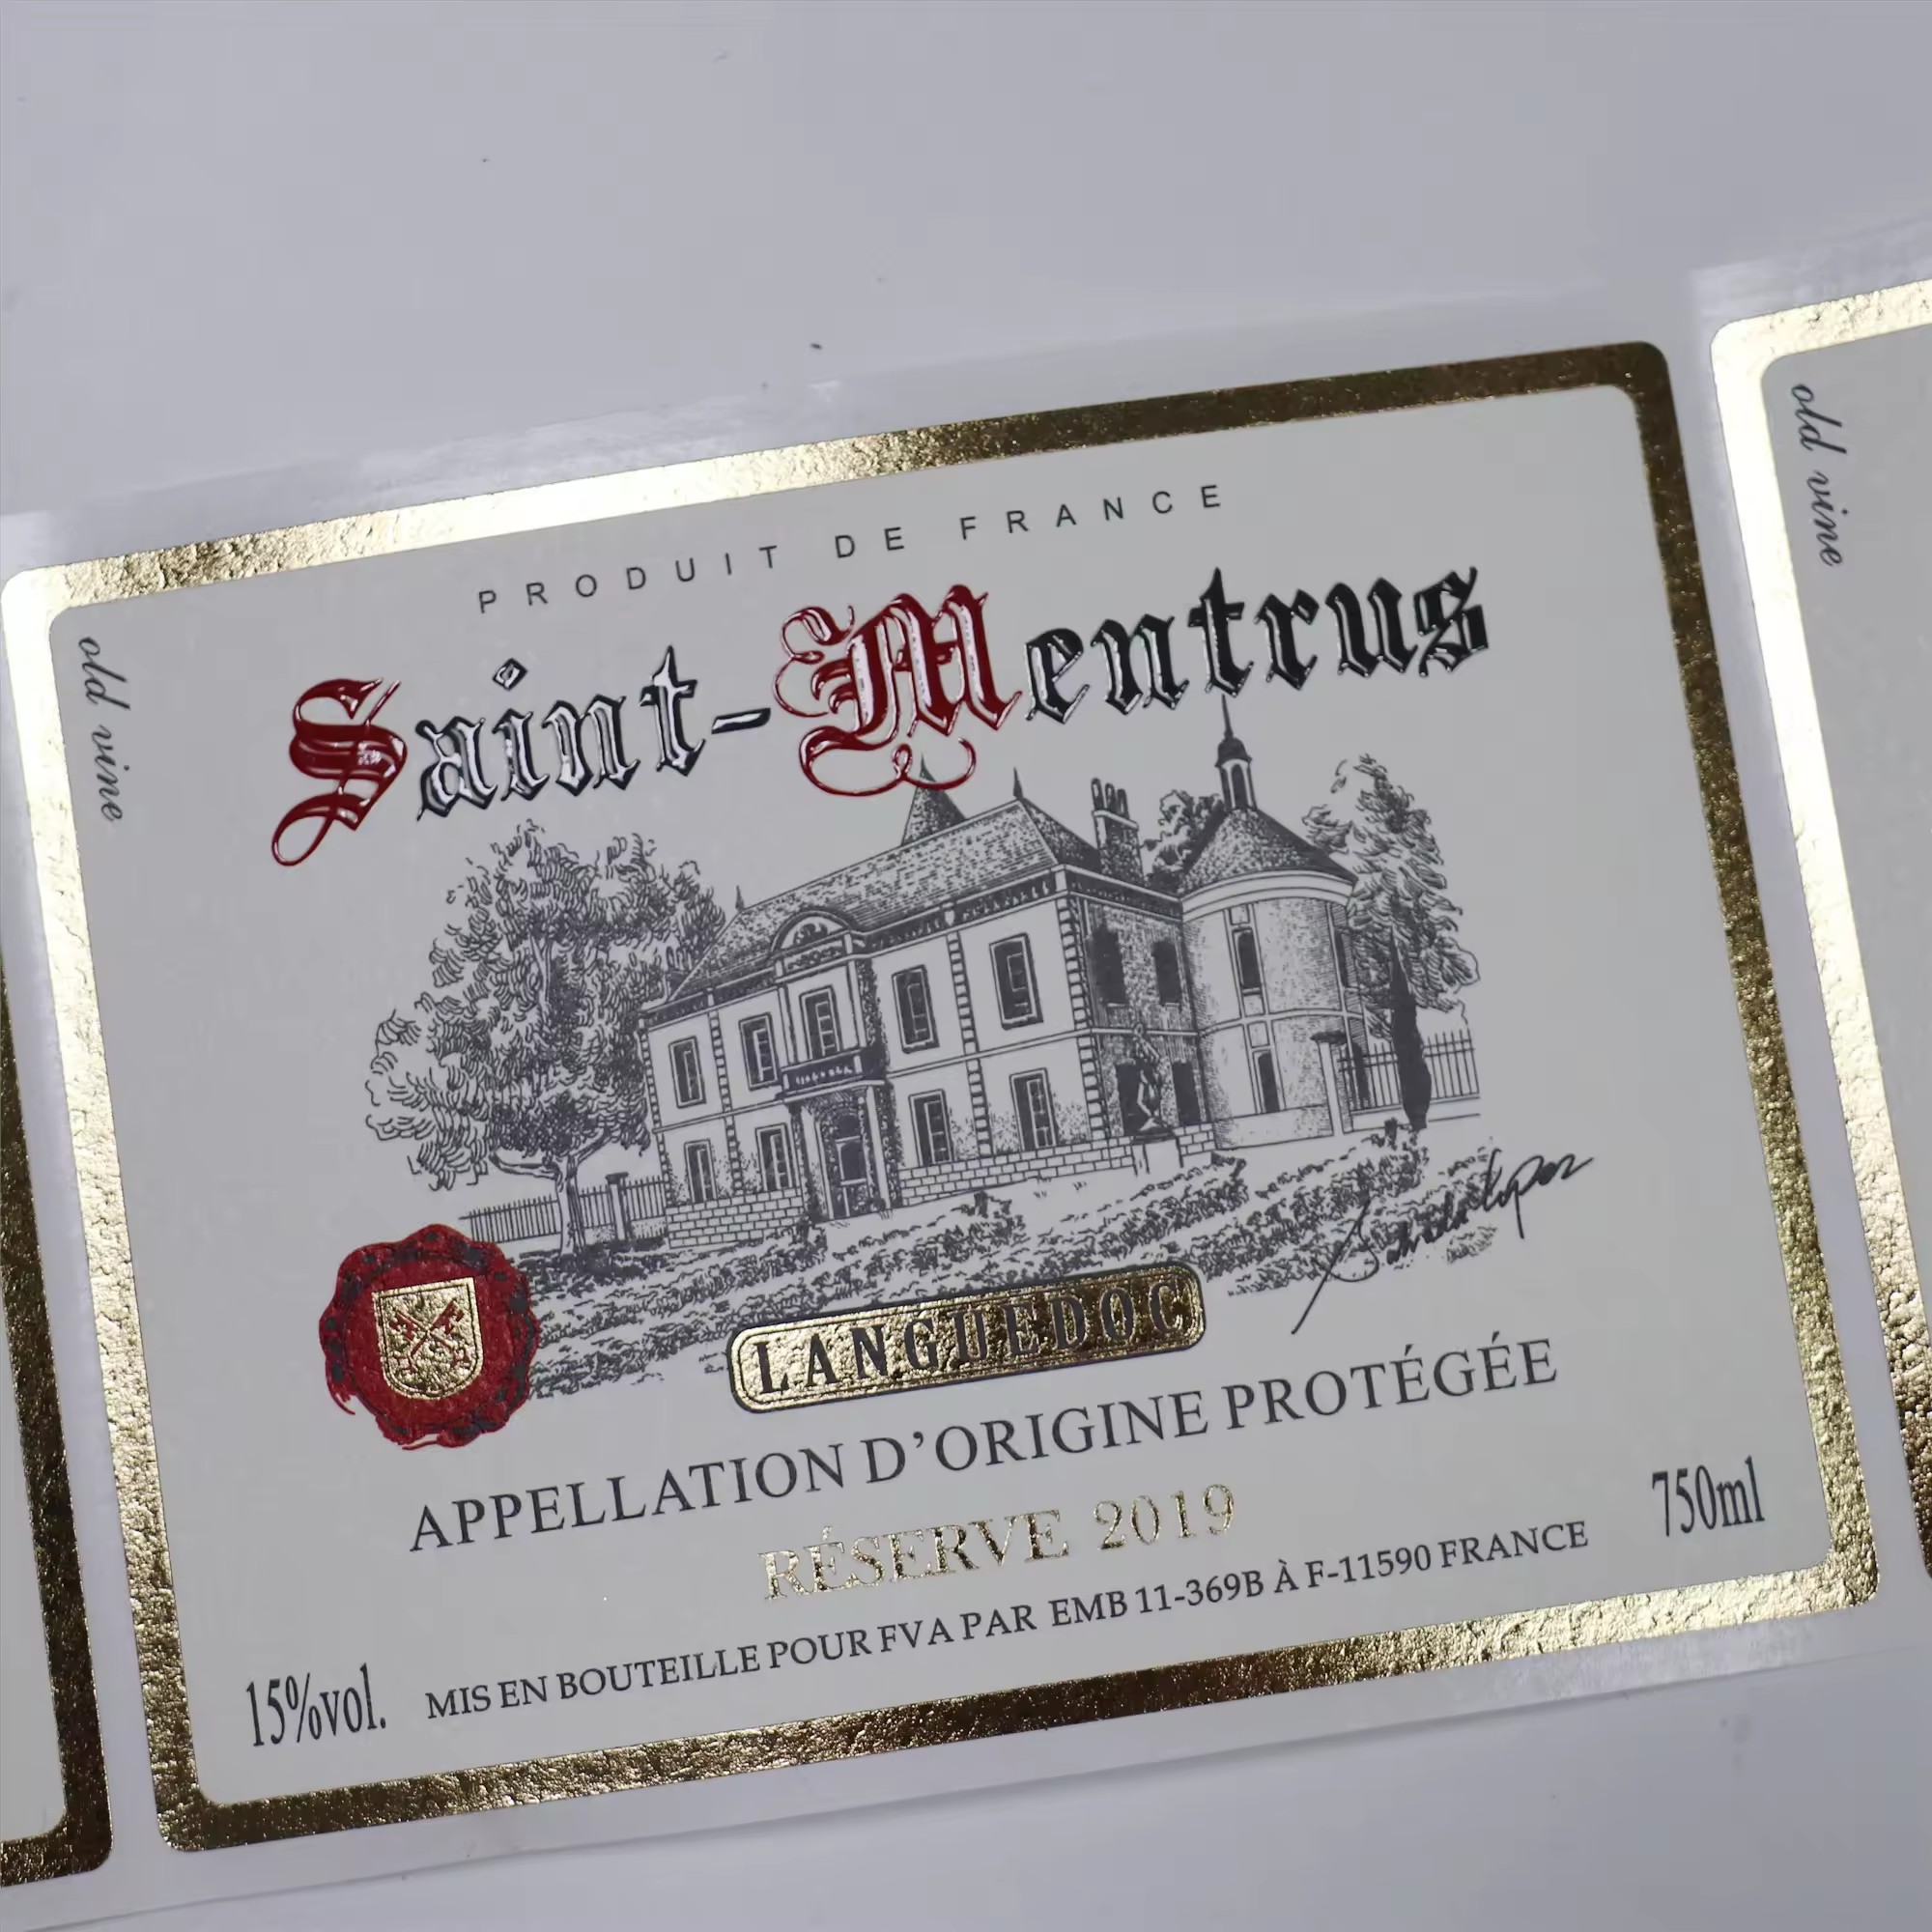 PRODUIT DE FRANCE
Saint-Mentrus
old vine
old vine
LANGUEDOC
APPELLATION D'ORIGINE PROTÉGÉE
RÉSERVE 2019
750ml
15%vol.
MIS EN BOUTEILLE POUR FVA PAR EMB 11-369B À F-11590 FRANCE